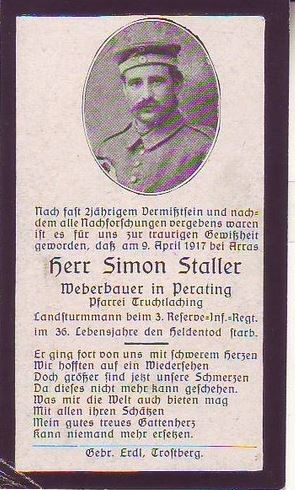 Nach fast 2jährigem Vermißtsein und nach-
dem alle Nachforschungen vergebens waren
ist es für uns zur traurigen Gewißheit
geworden, daß am 9. April 1917 bei Arras
Herr Simon Staller
Weberbauer in Perating
Pfarrei Truchtlaching
Landsturmmann beim 3. Reserve-Inf.-Regt.
im 36. Lebensjahre den Heldentod starb.
Er ging fort von uns mit schwerem Herzen
Wir hofften auf ein Wiedersehen
Doch größer sind jetzt unsere Schmerzen
Da dieses nicht mehr kann geschehen.
Was mir die Welt auch bieten mag
Mit allen ihren Schätzen
Mein gutes treues Gattenherz
Kann niemand mehr ersetzen.
Gebr. Erdl, Trostberg.